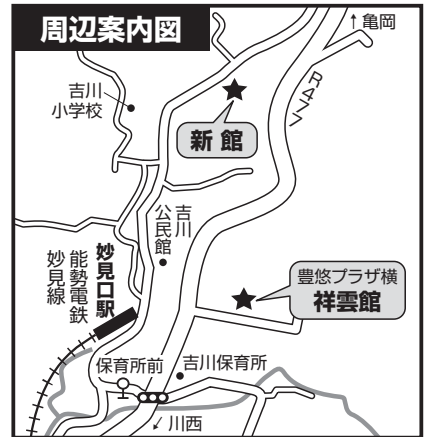 周辺案内図
↑亀岡
吉川
小学校
R477
新館
吉川
公民館
妙見口駅
能勢電鉄
妙見線
豊悠プラザ横
祥雲館
保育所前
吉川保育所
↙川西